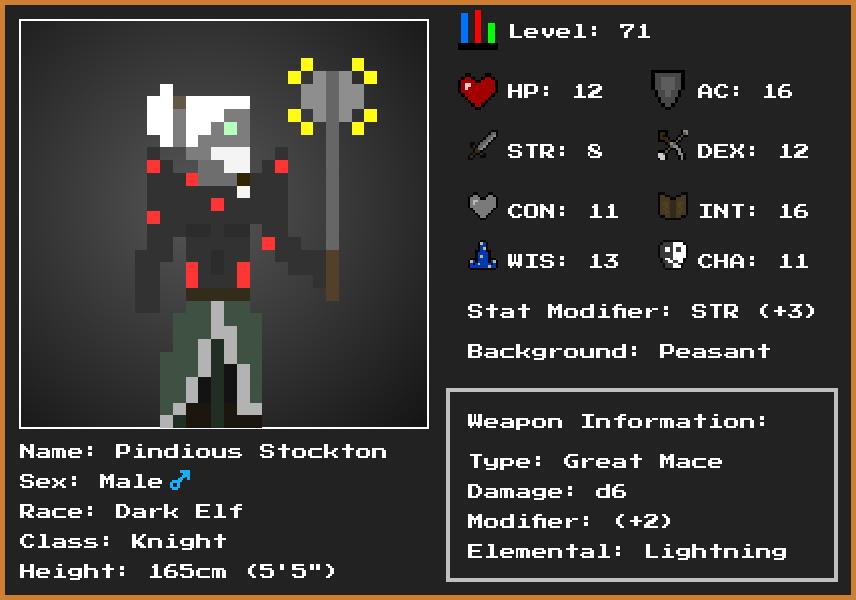 Level: 71
HP: 12
AC: 16
STR: 8
DEX: 12
CON: 11
INT: 16
WIS: 13
CHA: 11
Stat Modifier: STR (+3)
Background: Peasant
Weapon Information:
Type: Great Mace
Damage: d6
Modifier: (+2)
Elemental: Lightning
Name: Pindious Stockton
Sex: Male ♂
Race: Dark Elf
Class: Knight
Height: 165cm (5'5")